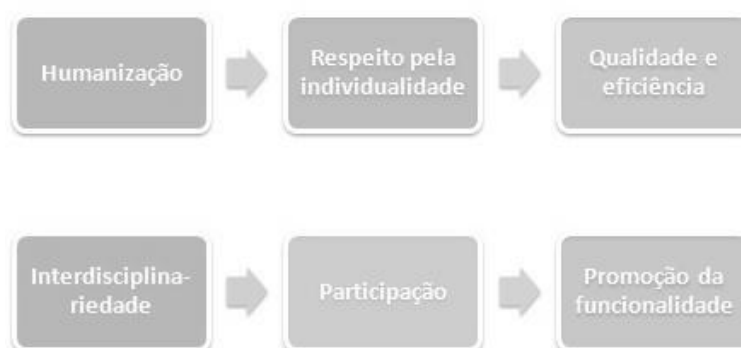 Humanização
Respeito pela
individualidade
Qualidade e
eficiência
Interdisciplina-
riedade
Participação
Promoção da
funcionalidade